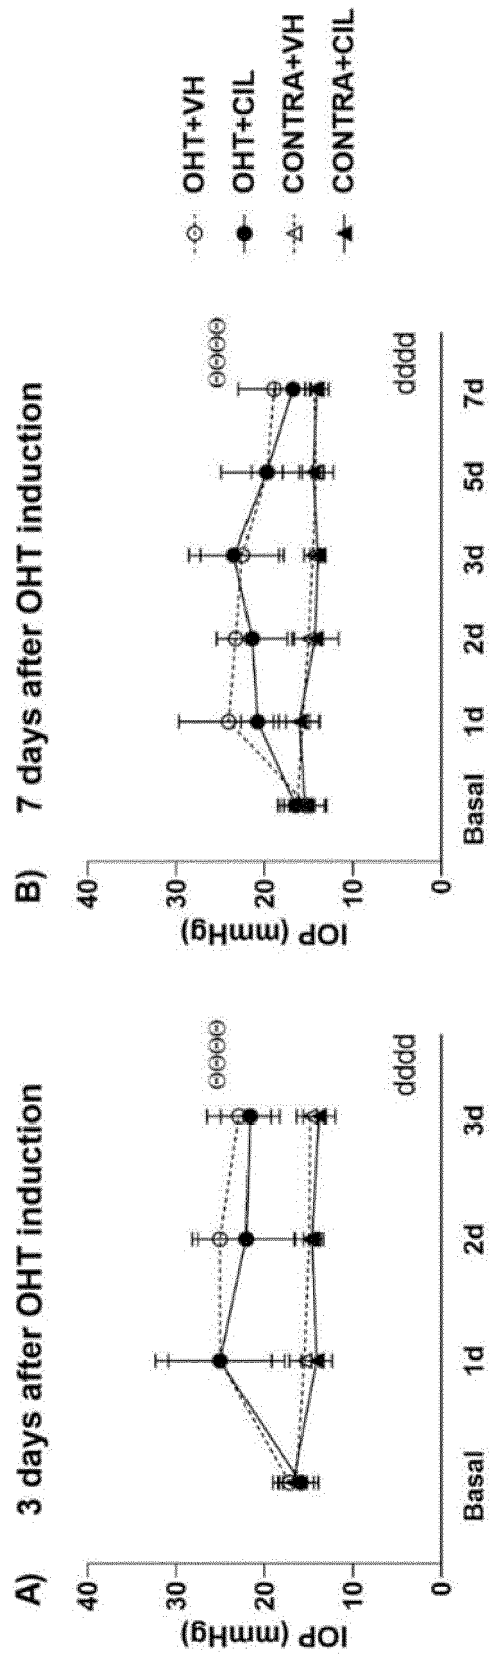 A) 3 days after OHT induction
IOP (mmHg)
40
30
20
10
0
ΘΘΘΘ
dddd
Basal 1d 2d 3d
B) 7 days after OHT induction
IOP (mmHg)
40
30
20
10
0
ΘΘΘΘ
dddd
Basal 1d 2d 3d 5d 7d
OHT+VH
OHT+CIL
CONTRA+VH
CONTRA+CIL